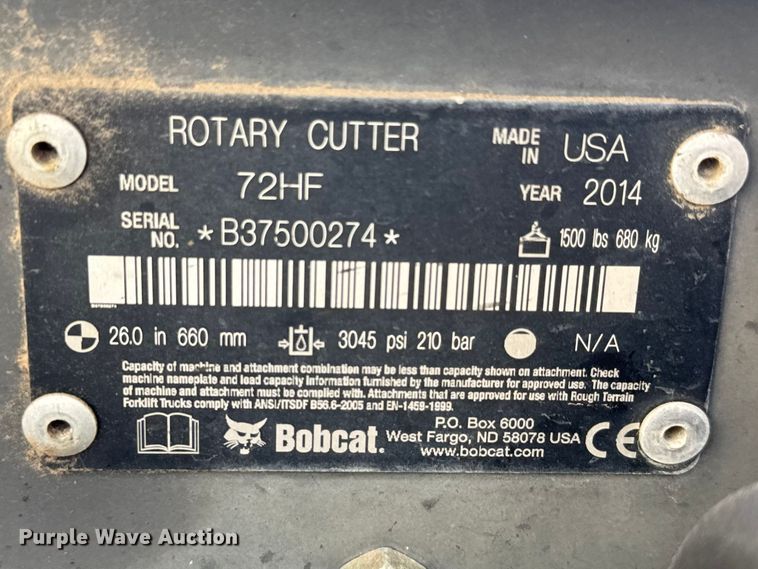 ROTARY CUTTER MADE IN USA
MODEL 72HF YEAR 2014
SERIAL NO. *B37500274* 1500 lbs 680 kg
26.0 in 660 mm 3045 psi 210 bar N/A
Capacity of machine and attachment combination may be less than capacity shown on attachment. Check
machine nameplate and load capacity information furnished by the manufacturer for approved use. The capacity
of machine and attachment must be complied with. Attachments that are approved for use with Rough Terrain
Forklift Trucks comply with ANSI/ITSDF B56.6-2005 and EN-1459-1999.
Bobcat.
P.O. Box 6000
West Fargo, ND 58078 USA
www.bobcat.com
CE
Purple Wave Auction